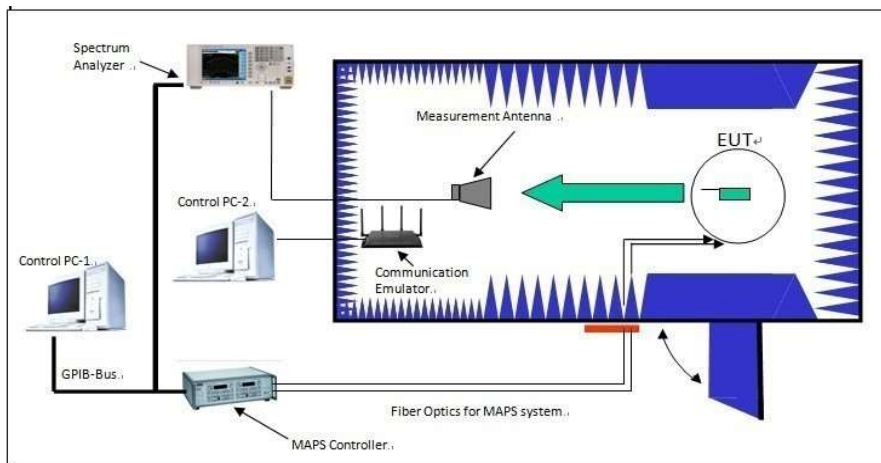 Spectrum
Analyzer
Measurement Antenna
EUT
Control PC-2
Control PC-1
Communication
Emulator
GPIB-Bus
Fiber Optics for MAPS system
MAPS Controller